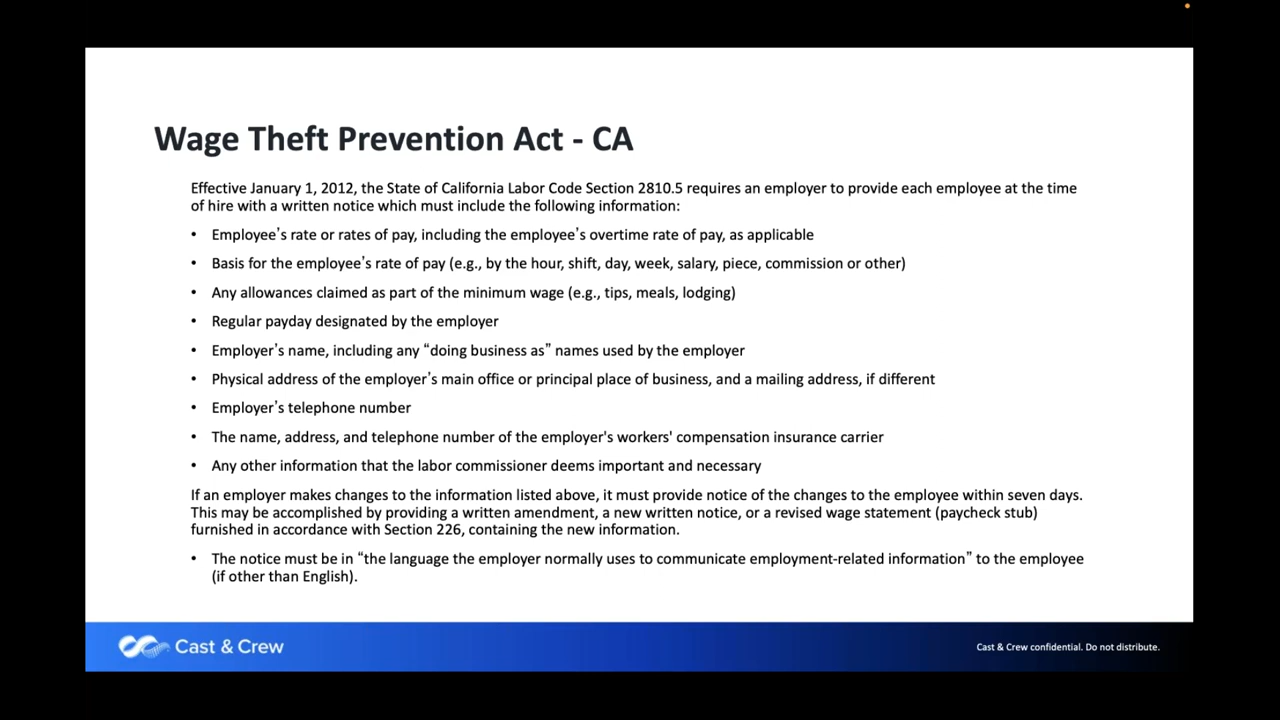 Wage Theft Prevention Act - CA
Effective January 1, 2012, the State of California Labor Code Section 2810.5 requires an employer to provide each employee at the time
of hire with a written notice which must include the following information:
• Employee’s rate or rates of pay, including the employee’s overtime rate of pay, as applicable
• Basis for the employee’s rate of pay (e.g., by the hour, shift, day, week, salary, piece, commission or other)
• Any allowances claimed as part of the minimum wage (e.g., tips, meals, lodging)
• Regular payday designated by the employer
• Employer’s name, including any “doing business as” names used by the employer
• Physical address of the employer’s main office or principal place of business, and a mailing address, if different
• Employer’s telephone number
• The name, address, and telephone number of the employer's workers' compensation insurance carrier
• Any other information that the labor commissioner deems important and necessary
If an employer makes changes to the information listed above, it must provide notice of the changes to the employee within seven days.
This may be accomplished by providing a written amendment, a new written notice, or a revised wage statement (paycheck stub)
furnished in accordance with Section 226, containing the new information.
• The notice must be in “the language the employer normally uses to communicate employment-related information” to the employee
(if other than English).
Cast & Crew
Cast & Crew confidential. Do not distribute.